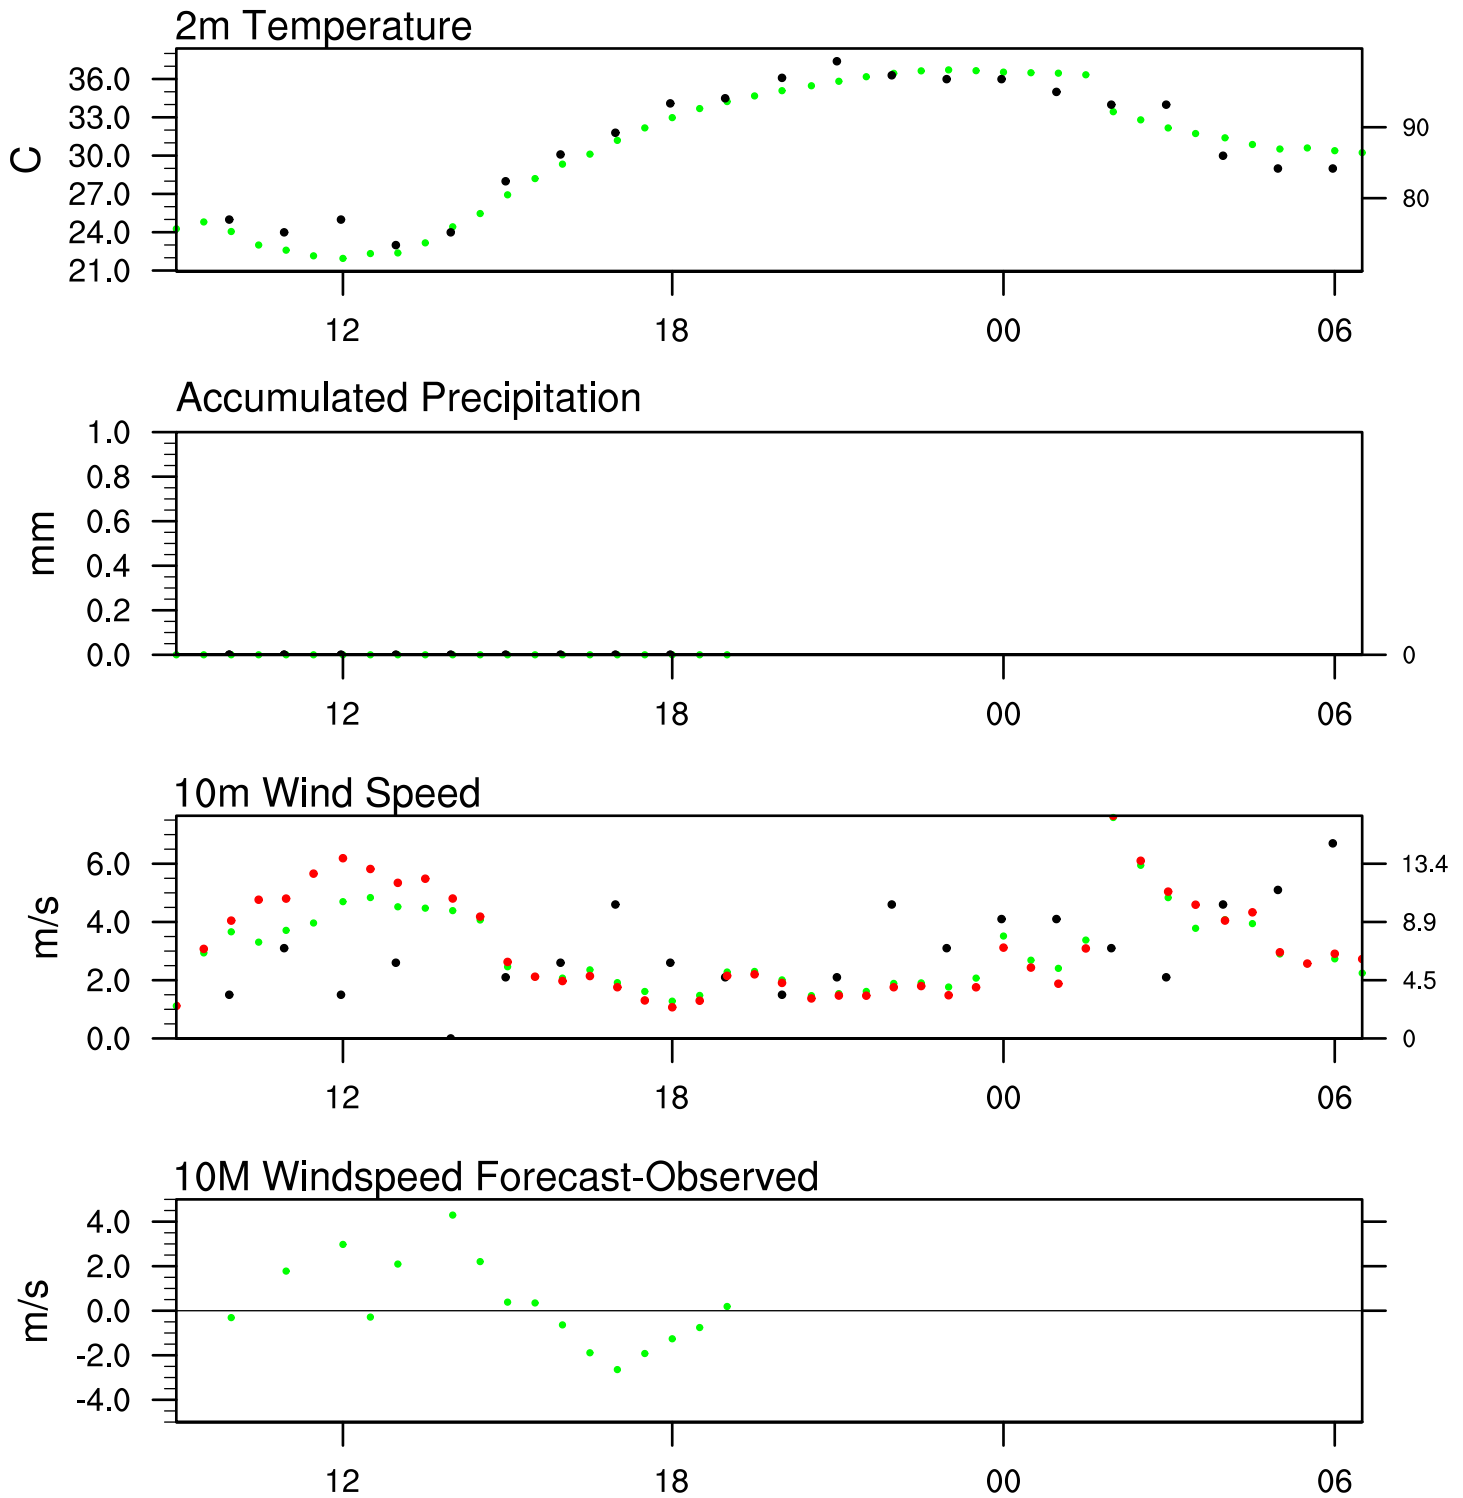 2m Temperature
36.0
33.0
30.0
27.0
24.0
21.0
C
90
80
12 18 00 06
Accumulated Precipitation
1.0
0.8
0.6
0.4
0.2
0.0
mm
0
12 18 00 06
10m Wind Speed
6.0
4.0
2.0
0.0
m/s
13.4
8.9
4.5
0
12 18 00 06
10M Windspeed Forecast-Observed
4.0
2.0
0.0
-2.0
-4.0
m/s
12 18 00 06